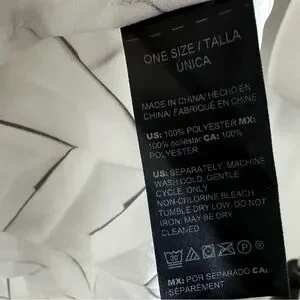 ONE SIZE/TALLA
ÚNICA
MADE IN CHINA/ HECHO EN
CHINA/ FABRIQUÉ EN CHINE
US: 100% POLYESTER MX:
100% poliéster CA: 100%
POLYESTER
US: SEPARATELY, MACHINE
WASH COLD, GENTLE
CYCLE, ONLY
NON-CHLORINE BLEACH
TUMBLE DRY LOW, DO NOT
IRON, MAY BE DRY
CLEANED
30
MX: POR SEPARADO CA:
SÉPARÉMENT